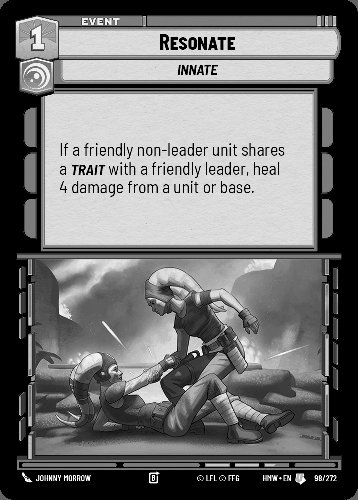 EVENT
1
RESONATE
INNATE
If a friendly non-leader unit shares
a TRAIT with a friendly leader, heal
4 damage from a unit or base.
JOHNNY MORROW
© LFL © FFG
HMW • EN
98/272